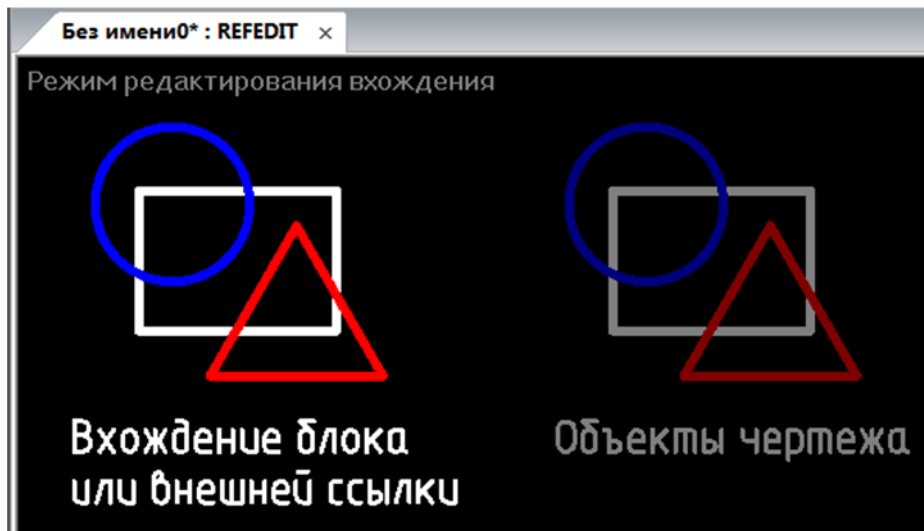 Без имени0* : REFEDIT ×
Режим редактирования вхождения
Вхождение блока
или внешней ссылки
Объекты чертежа